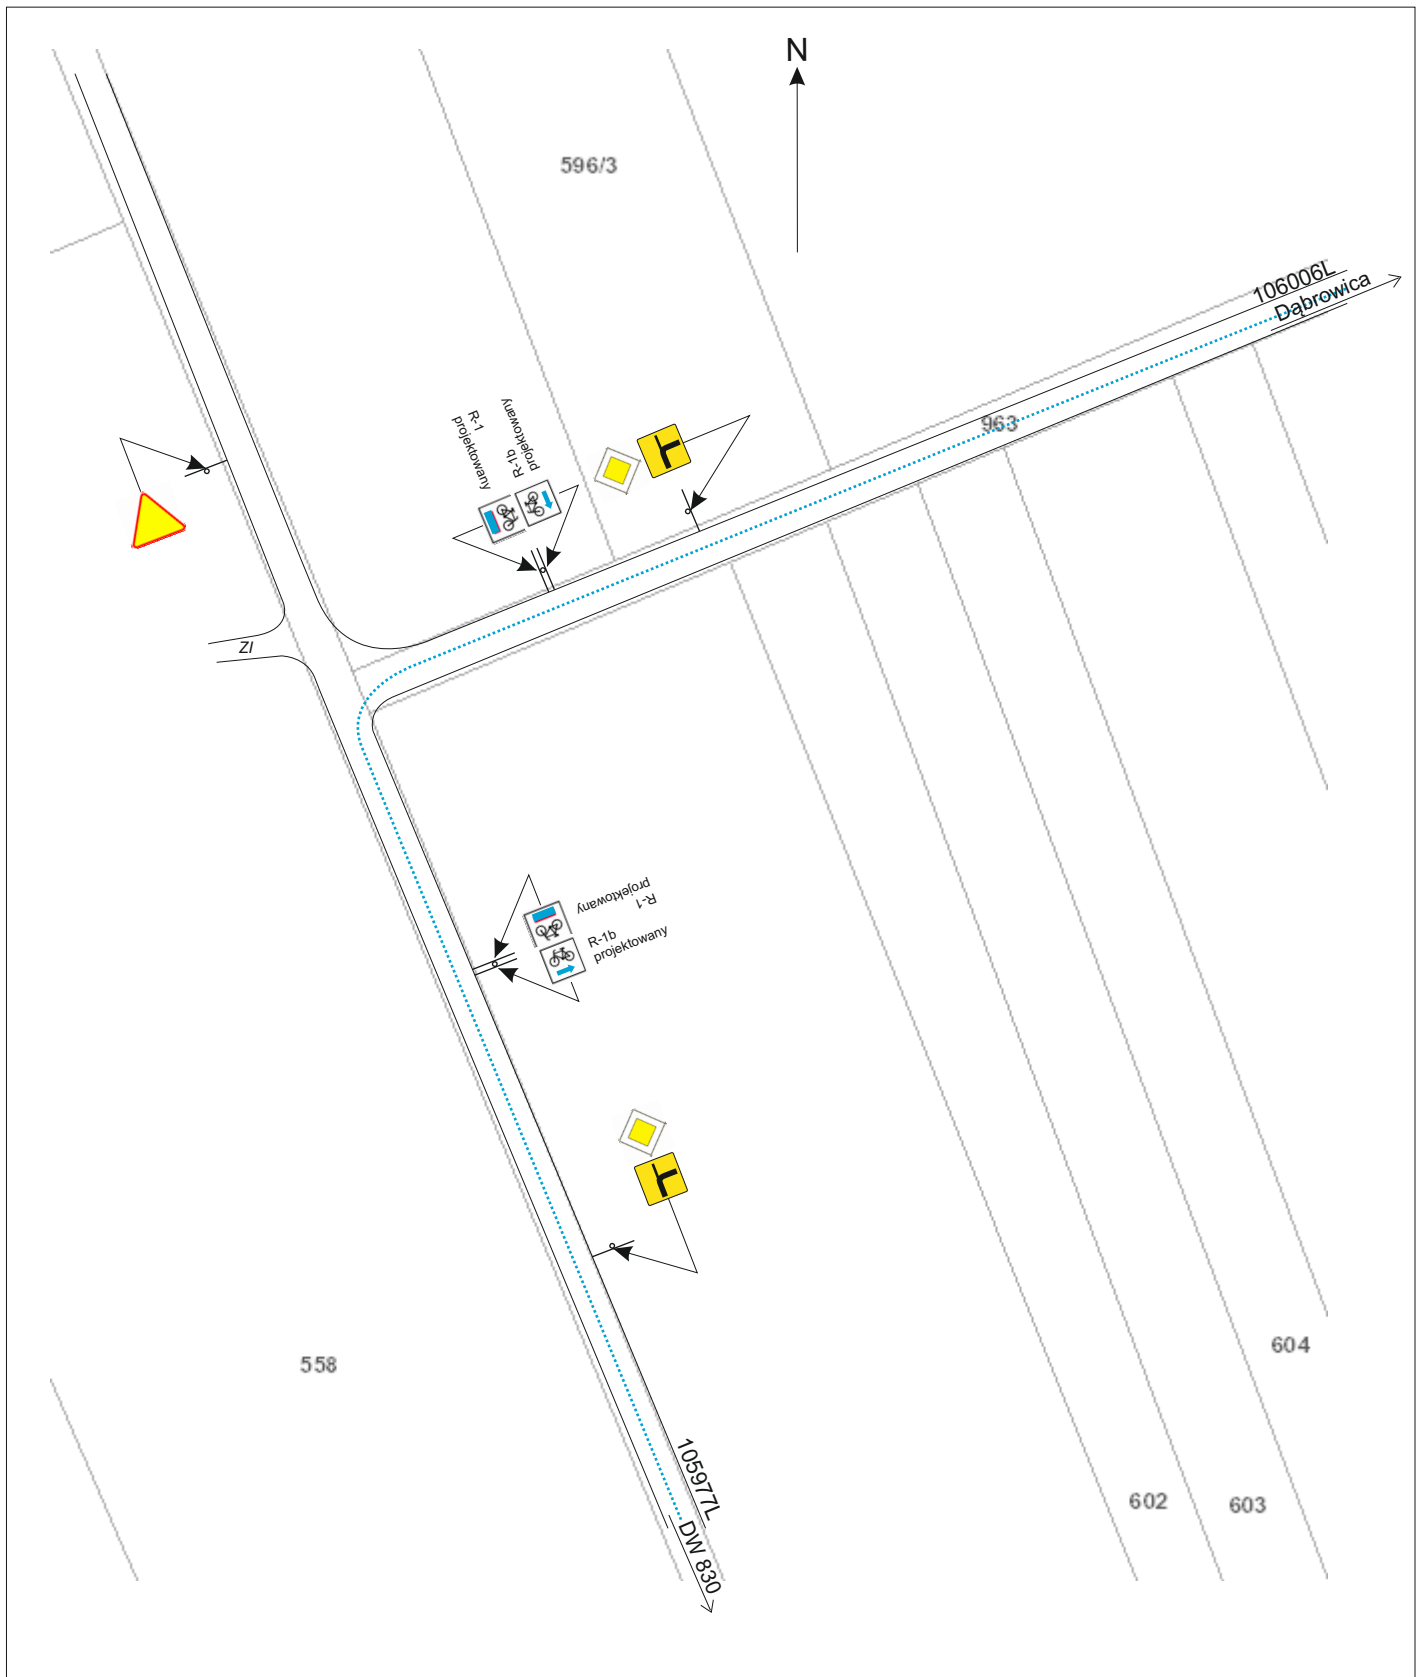 N
596/3
106006L
Dąbrowica
963
R-1
projektowany
R-1b
projektowany
ZI
R-1
projektowany
R-1b
projektowany
558
604
602
603
105977L
DW 830